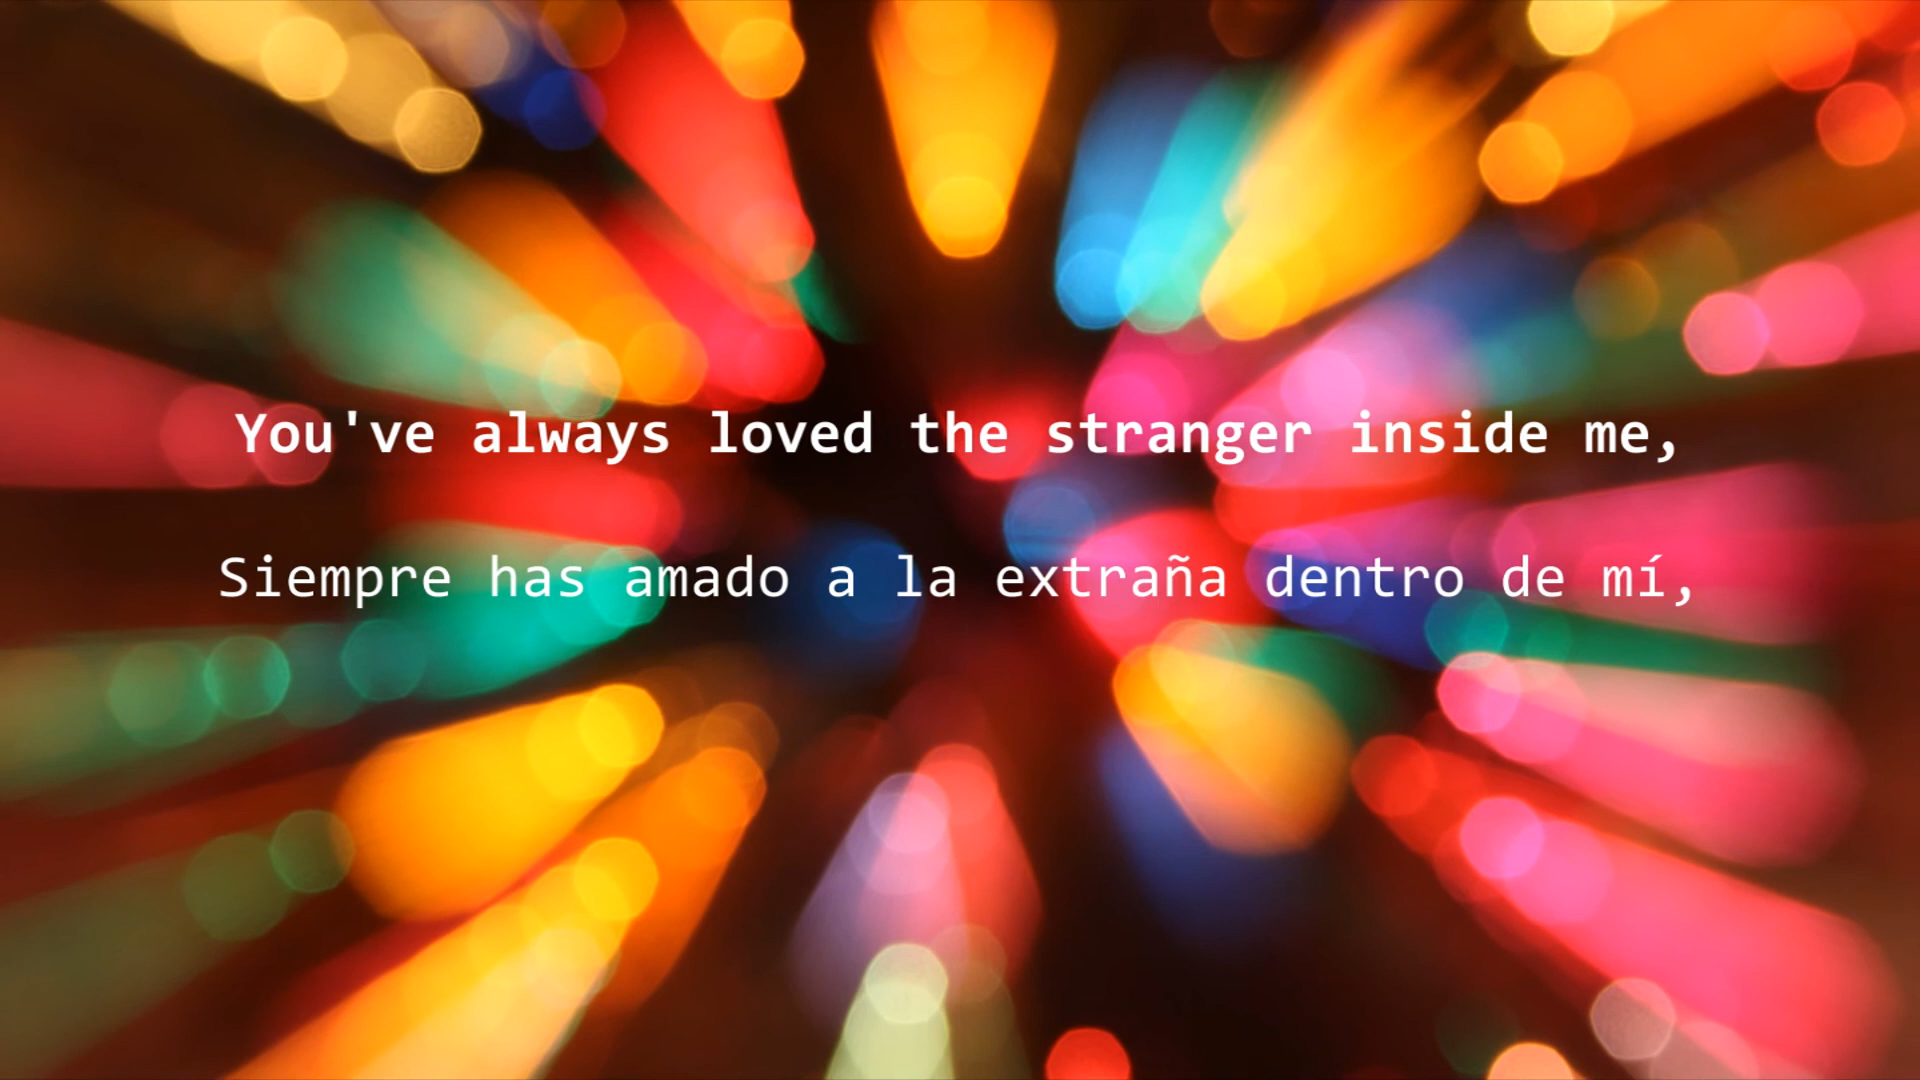 You've always loved the stranger inside me,
Siempre has amado a la extraña dentro de mí,